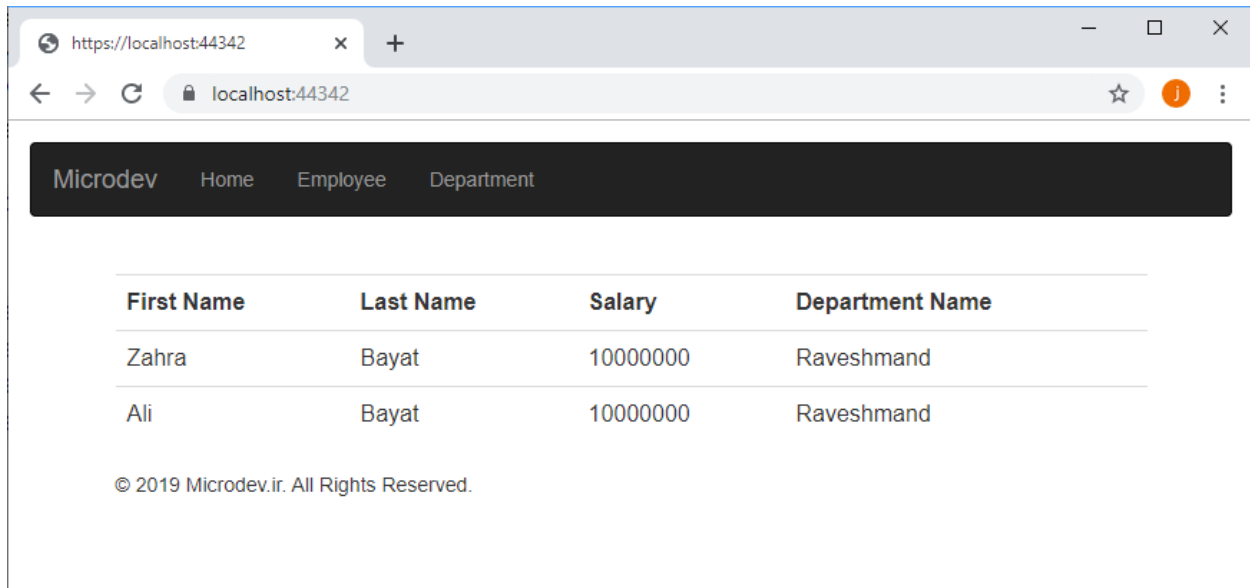 https://localhost:44342
localhost:44342
j
Microdev Home Employee Department
First Name Last Name Salary Department Name
Zahra Bayat 10000000 Raveshmand
Ali Bayat 10000000 Raveshmand
© 2019 Microdev.ir. All Rights Reserved.